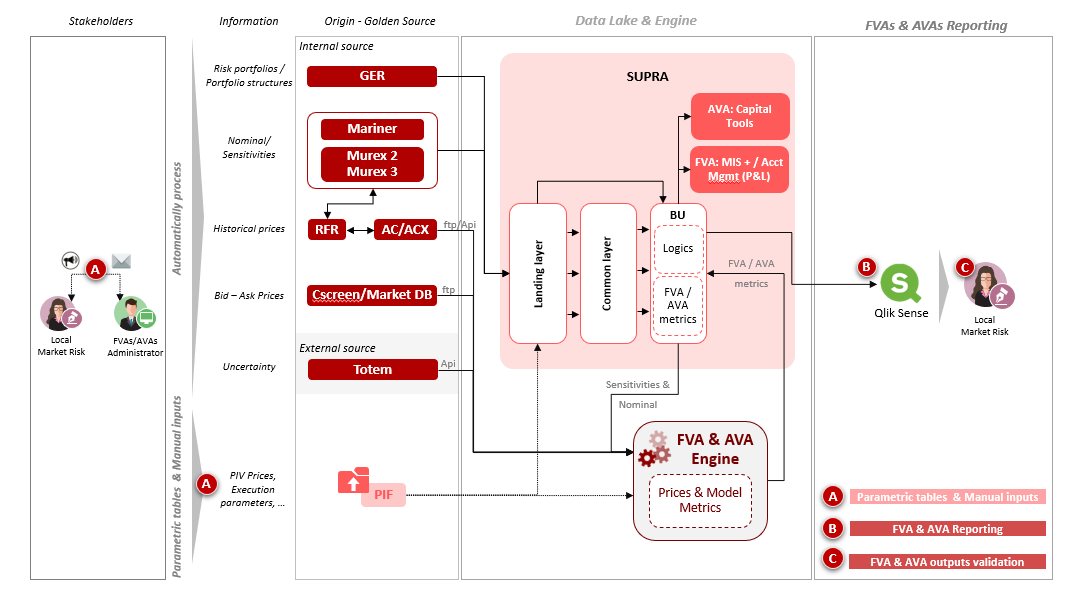 Stakeholders
Information
Origin - Golden Source
Data Lake & Engine
FVAs & AVAs Reporting
Internal source
Risk portfolios /
Portfolio structures
GER
SUPRA
AVA: Capital
Tools
Nominal/
Sensitivities
Mariner
Murex 2
Murex 3
FVA: MIS + / Acct
Mgmt (P&L)
Automatically process
Historical prices
RFR
AC/ACX
ftp/Api
Landing layer
Common layer
BU
Logics
FVA /
AVA
metrics
FVA / AVA
metrics
A
Local
Market Risk
FVAs/AVAs
Administrator
Bid – Ask Prices
Cscreen/Market DB
ftp
B
S
Qlik Sense
C
Local
Market Risk
External source
Uncertainty
Totem
Api
Sensitivities &
Nominal
Parametric tables & Manual inputs
A
PIV Prices,
Execution
parameters, ...
PIF
FVA & AVA
Engine
Prices & Model
Metrics
A
Parametric tables & Manual inputs
B
FVA & AVA Reporting
C
FVA & AVA outputs validation